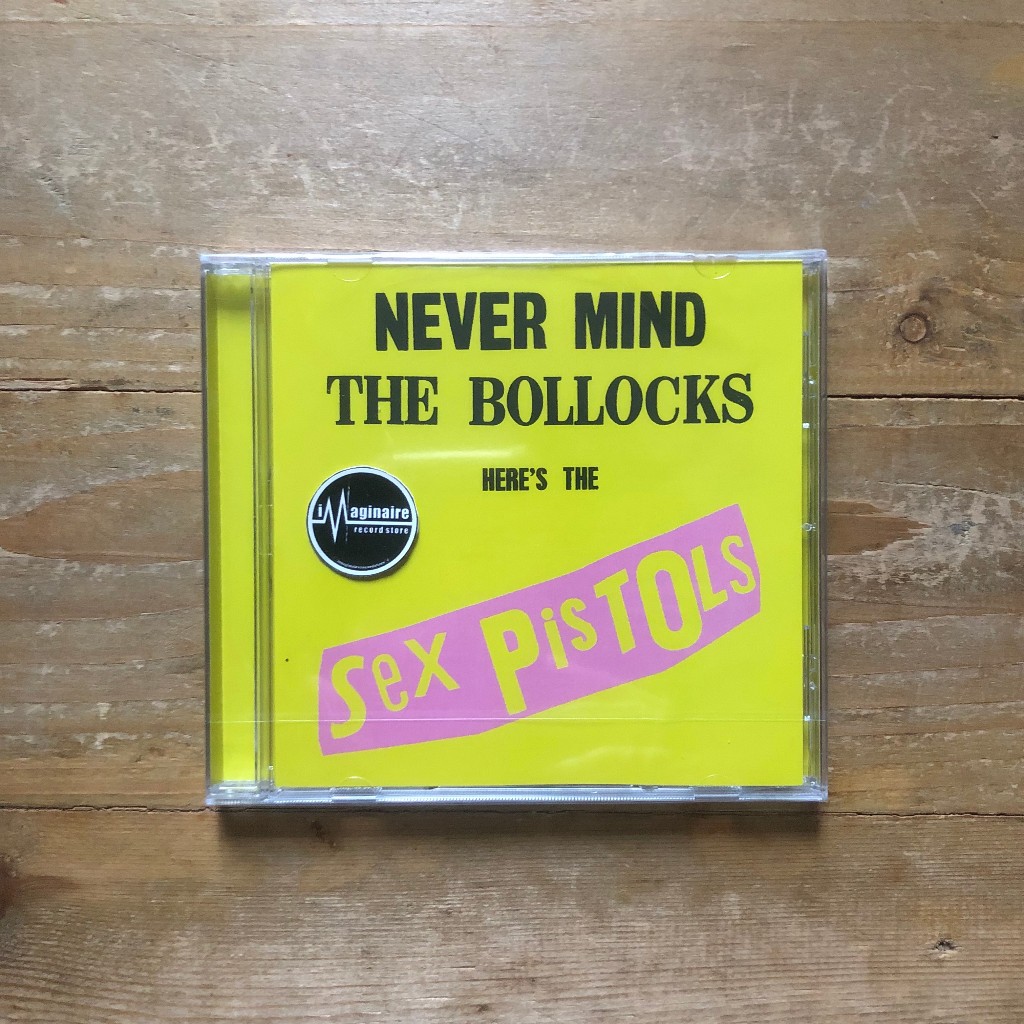 NEVER MIND
THE BOLLOCKS
HERE'S THE
iMaginaire
record store
Sex PisTOLs